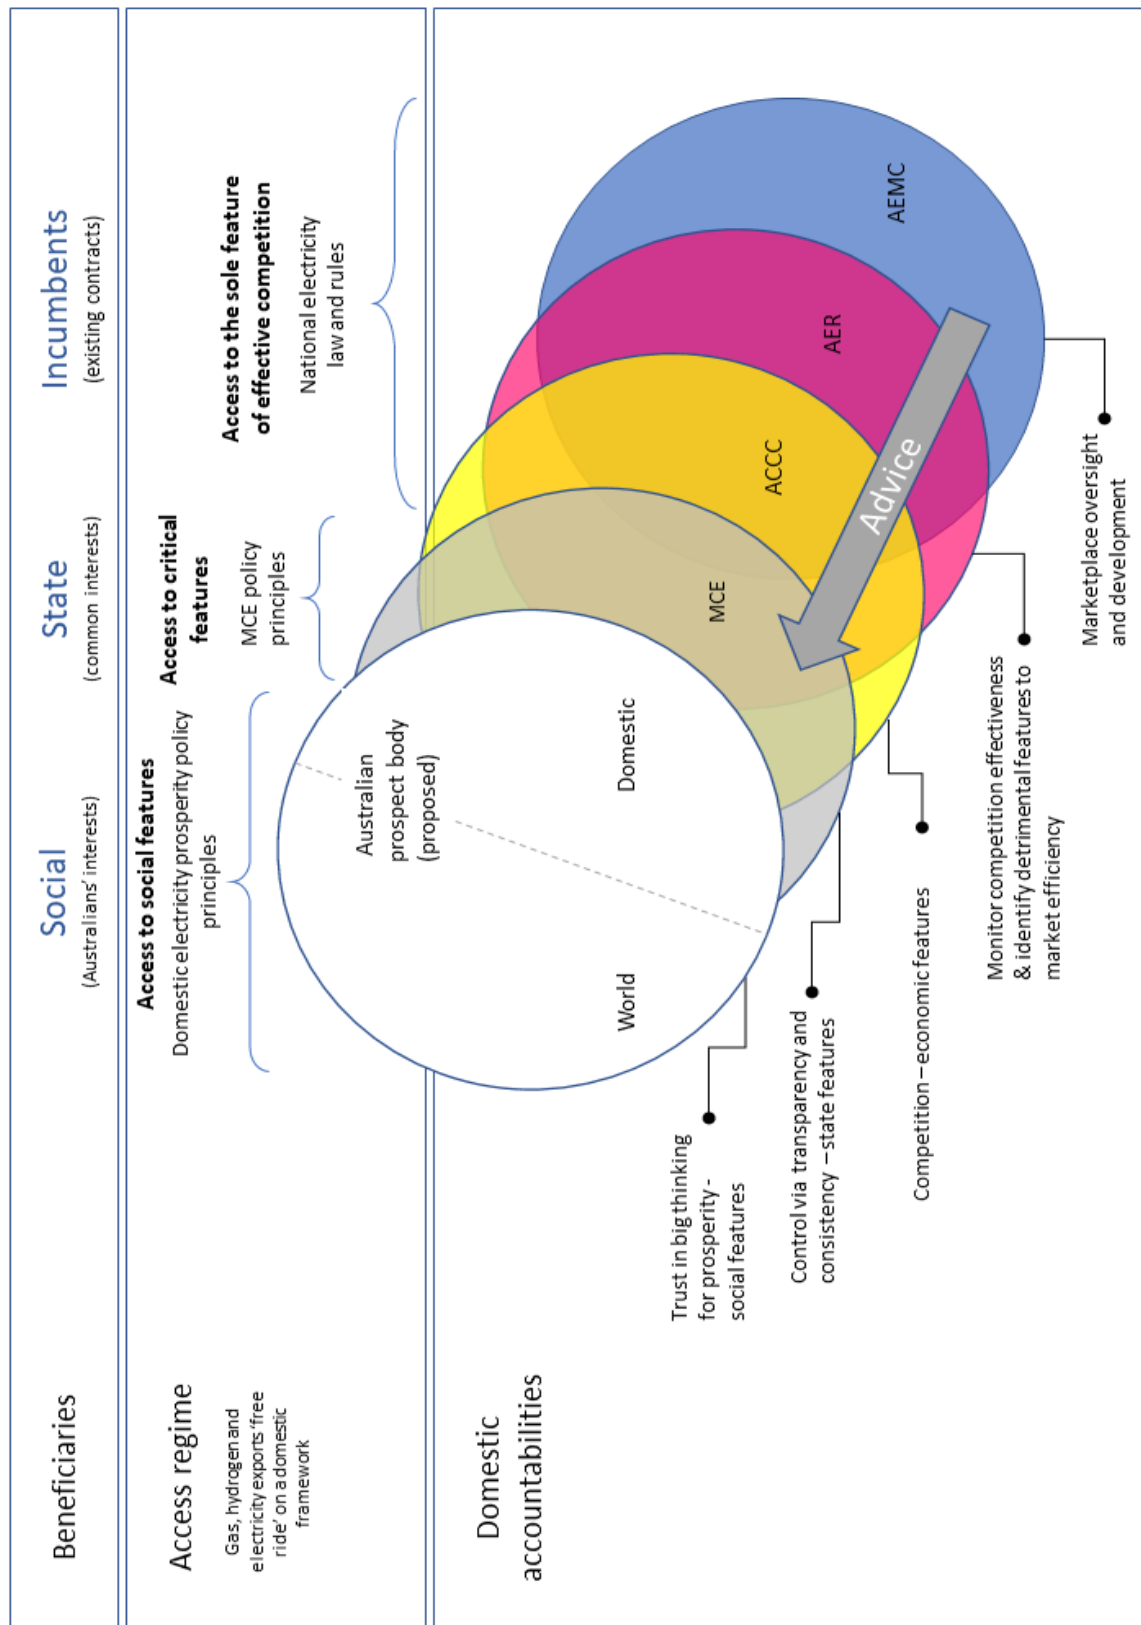 Beneficiaries
Social
(Australians' interests)
State
(common interests)
Incumbents
(existing contracts)
Access regime
Gas, hydrogen and
electricity exports 'free
ride' on a domestic
framework
Access to social features
Domestic electricity prosperity policy
principles
Access to critical
features
MCE policy
principles
Access to the sole feature
of effective competition
National electricity
law and rules
Domestic
accountabilities
Australian
prospect body
(proposed)
World
Domestic
MCE
ACCC
AER
AEMC
Advice
Trust in big thinking
for prosperity -
social features
Control via transparency and
consistency – state features
Competition – economic features
Monitor competition effectiveness
& identify detrimental features to
market efficiency
Marketplace oversight
and development